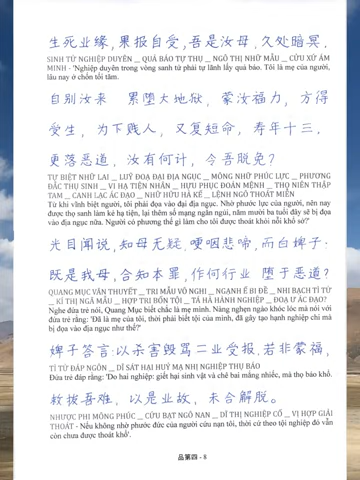 生死业缘,果报自受,吾是汝母,久处暗冥.
SINH TỬ NGHIỆP DUYÊN _ QUẢ BÁO TỰ THỤ _ NGÔ THỊ NHỮ MẪU _ CỬU XỬ ÁM
MINH - 'Nghiệp duyên trong vòng sanh tử phải tự lãnh lấy quả báo. Tôi là mẹ của người,
lâu nay ở chốn tối tăm.
自别汝来 累堕大地狱, 蒙汝福力, 方得
受生, 为下贱人, 又复短命, 寿年十三,
更落恶道, 汝有何计, 令吾脱免?
TỰ BIỆT NHỮ LAI _ LUỸ ĐOẠ ĐẠI ĐỊA NGỤC _ MÔNG NHỮ PHÚC LỰC _ PHƯƠNG
ĐẮC THỤ SINH _ VI HẠ TIỆN NHÂN _ HỰU PHỤC ĐOẢN MỆNH _ THỌ NIÊN THẬP
TAM _ CANH LẠC ÁC ĐẠO _ NHỮ HỮU HÀ KẾ _ LỆNH NGÔ THOÁT MIỄN
Từ khi vĩnh biệt người, tôi phải đọa vào đại địa ngục. Nhờ phước lực của người, nên nay
được thọ sanh làm kẻ hạ tiện, lại thêm số mạng ngắn ngủi, năm mười ba tuổi đây sẽ bị đọa
vào địa ngục nữa. Người có phương thế gì làm cho tôi được thoát khỏi nỗi khổ sở?'
光目闻说,知母无疑,哽咽悲啼,而白婢子:
既是我母,合知本罪,作何行业 堕于恶道?
QUANG MỤC VĂN THUYẾT _ TRI MẪU VÔ NGHI _ NGẠNH Ế BI ĐỀ _ NHI BẠCH TÌ TỬ
_ KÍ THỊ NGÃ MẪU _ HỢP TRI BỔN TỘI _ TÁ HÀ HÀNH NGHIỆP _ ĐOẠ Ư ÁC ĐẠO?
Nghe đứa trẻ nói, Quang Mục biết chắc là mẹ mình. Nàng nghẹn ngào khóc lóc mà nói với
đứa trẻ rằng: 'Đã là mẹ của tôi, thời phải biết tội của mình, đã gây tạo hạnh nghiệp chi mà
bị đọa vào địa ngục như thế?'
婢子答言:以杀害毁骂二业受报.若非蒙福,
TÌ TỬ ĐÁP NGÔN _ DĨ SÁT HẠI HUỶ MẠ NHỊ NGHIỆP THỤ BÁO
Đứa trẻ đáp rằng: 'Do hai nghiệp: giết hại sinh vật và chê bai mắng nhiếc, mà thọ báo khổ.
救拔吾难, 以是业故, 未合解脱。
NHƯỢC PHI MÔNG PHÚC _ CỨU BẠT NGÔ NẠN _ DĨ THỊ NGHIỆP CỐ _ VỊ HỢP GIẢI
THOÁT - Nếu không nhờ phước đức của người cứu nạn tôi, thời cứ theo tội nghiệp đó vẫn
còn chưa được thoát khổ'.
品第四 - 8